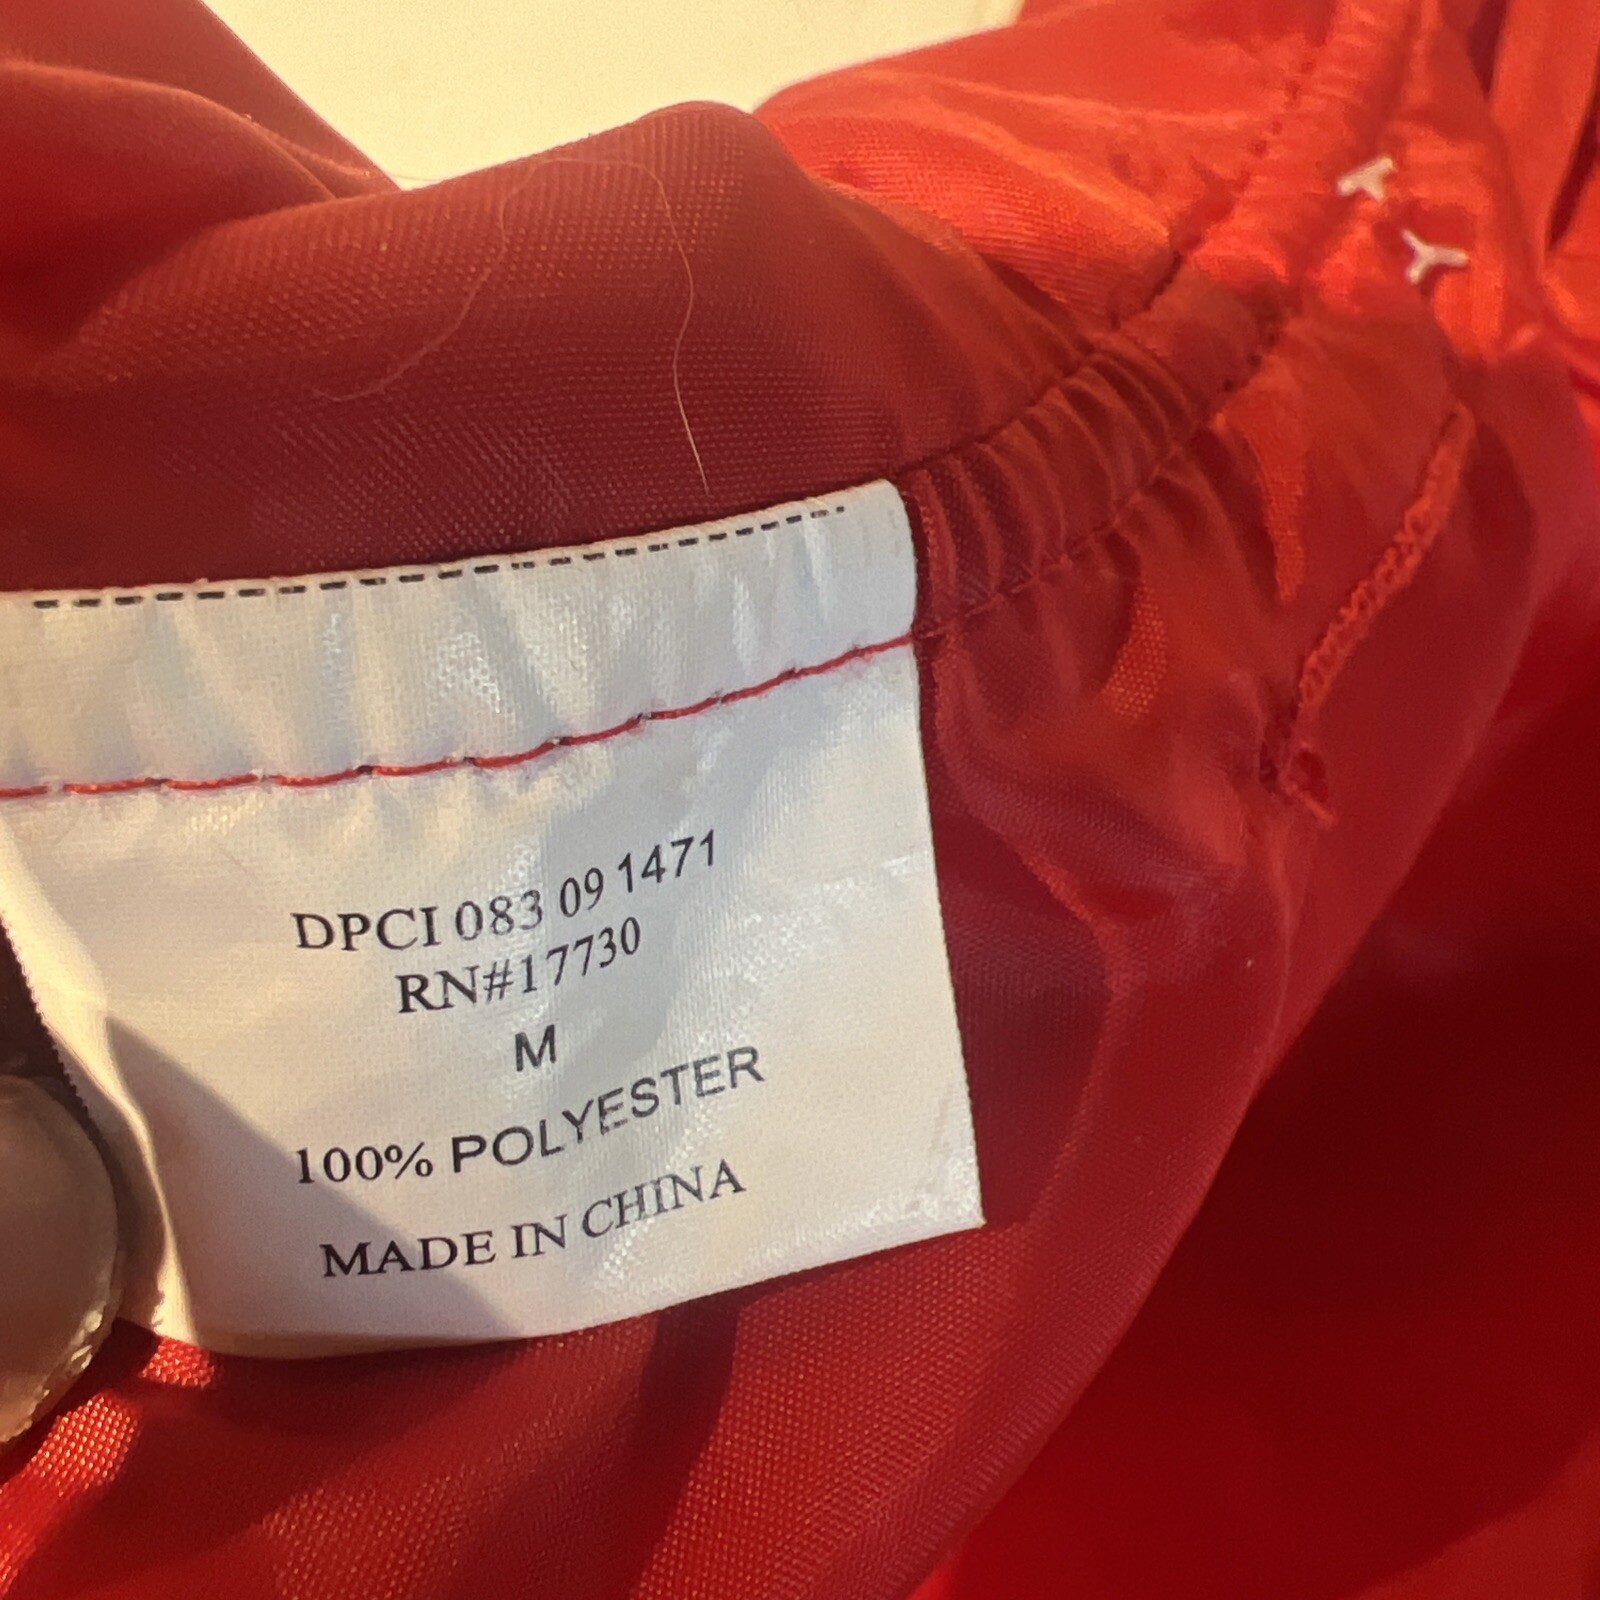 DPCI 083 09 1471
RN#17730
M
100% POLYESTER
MADE IN CHINA